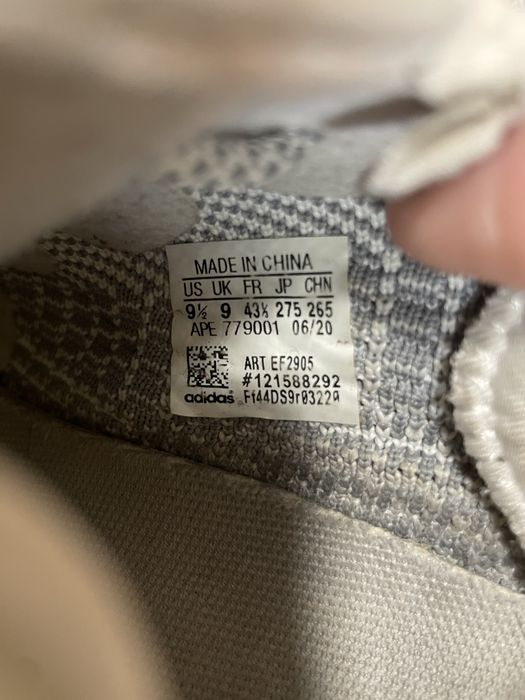 MADE IN CHINA
US UK FR JP CHN
9½ 9 43⅓ 275 265
APE 779001 06/20
ART EF2905
#121588292
adidas Ft44DS9r0322A